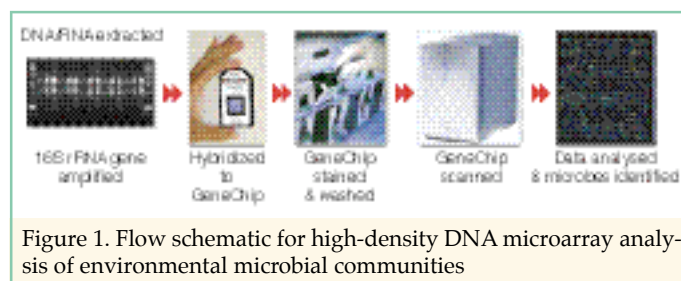 DNA/RNA extracted
16S rRNA gene
amplified
Hybridized
to
GeneChip
GeneChip
stained
& washed
GeneChip
scanned
Data analysed
& microbes identified
Figure 1. Flow schematic for high-density DNA microarray analy-
sis of environmental microbial communities